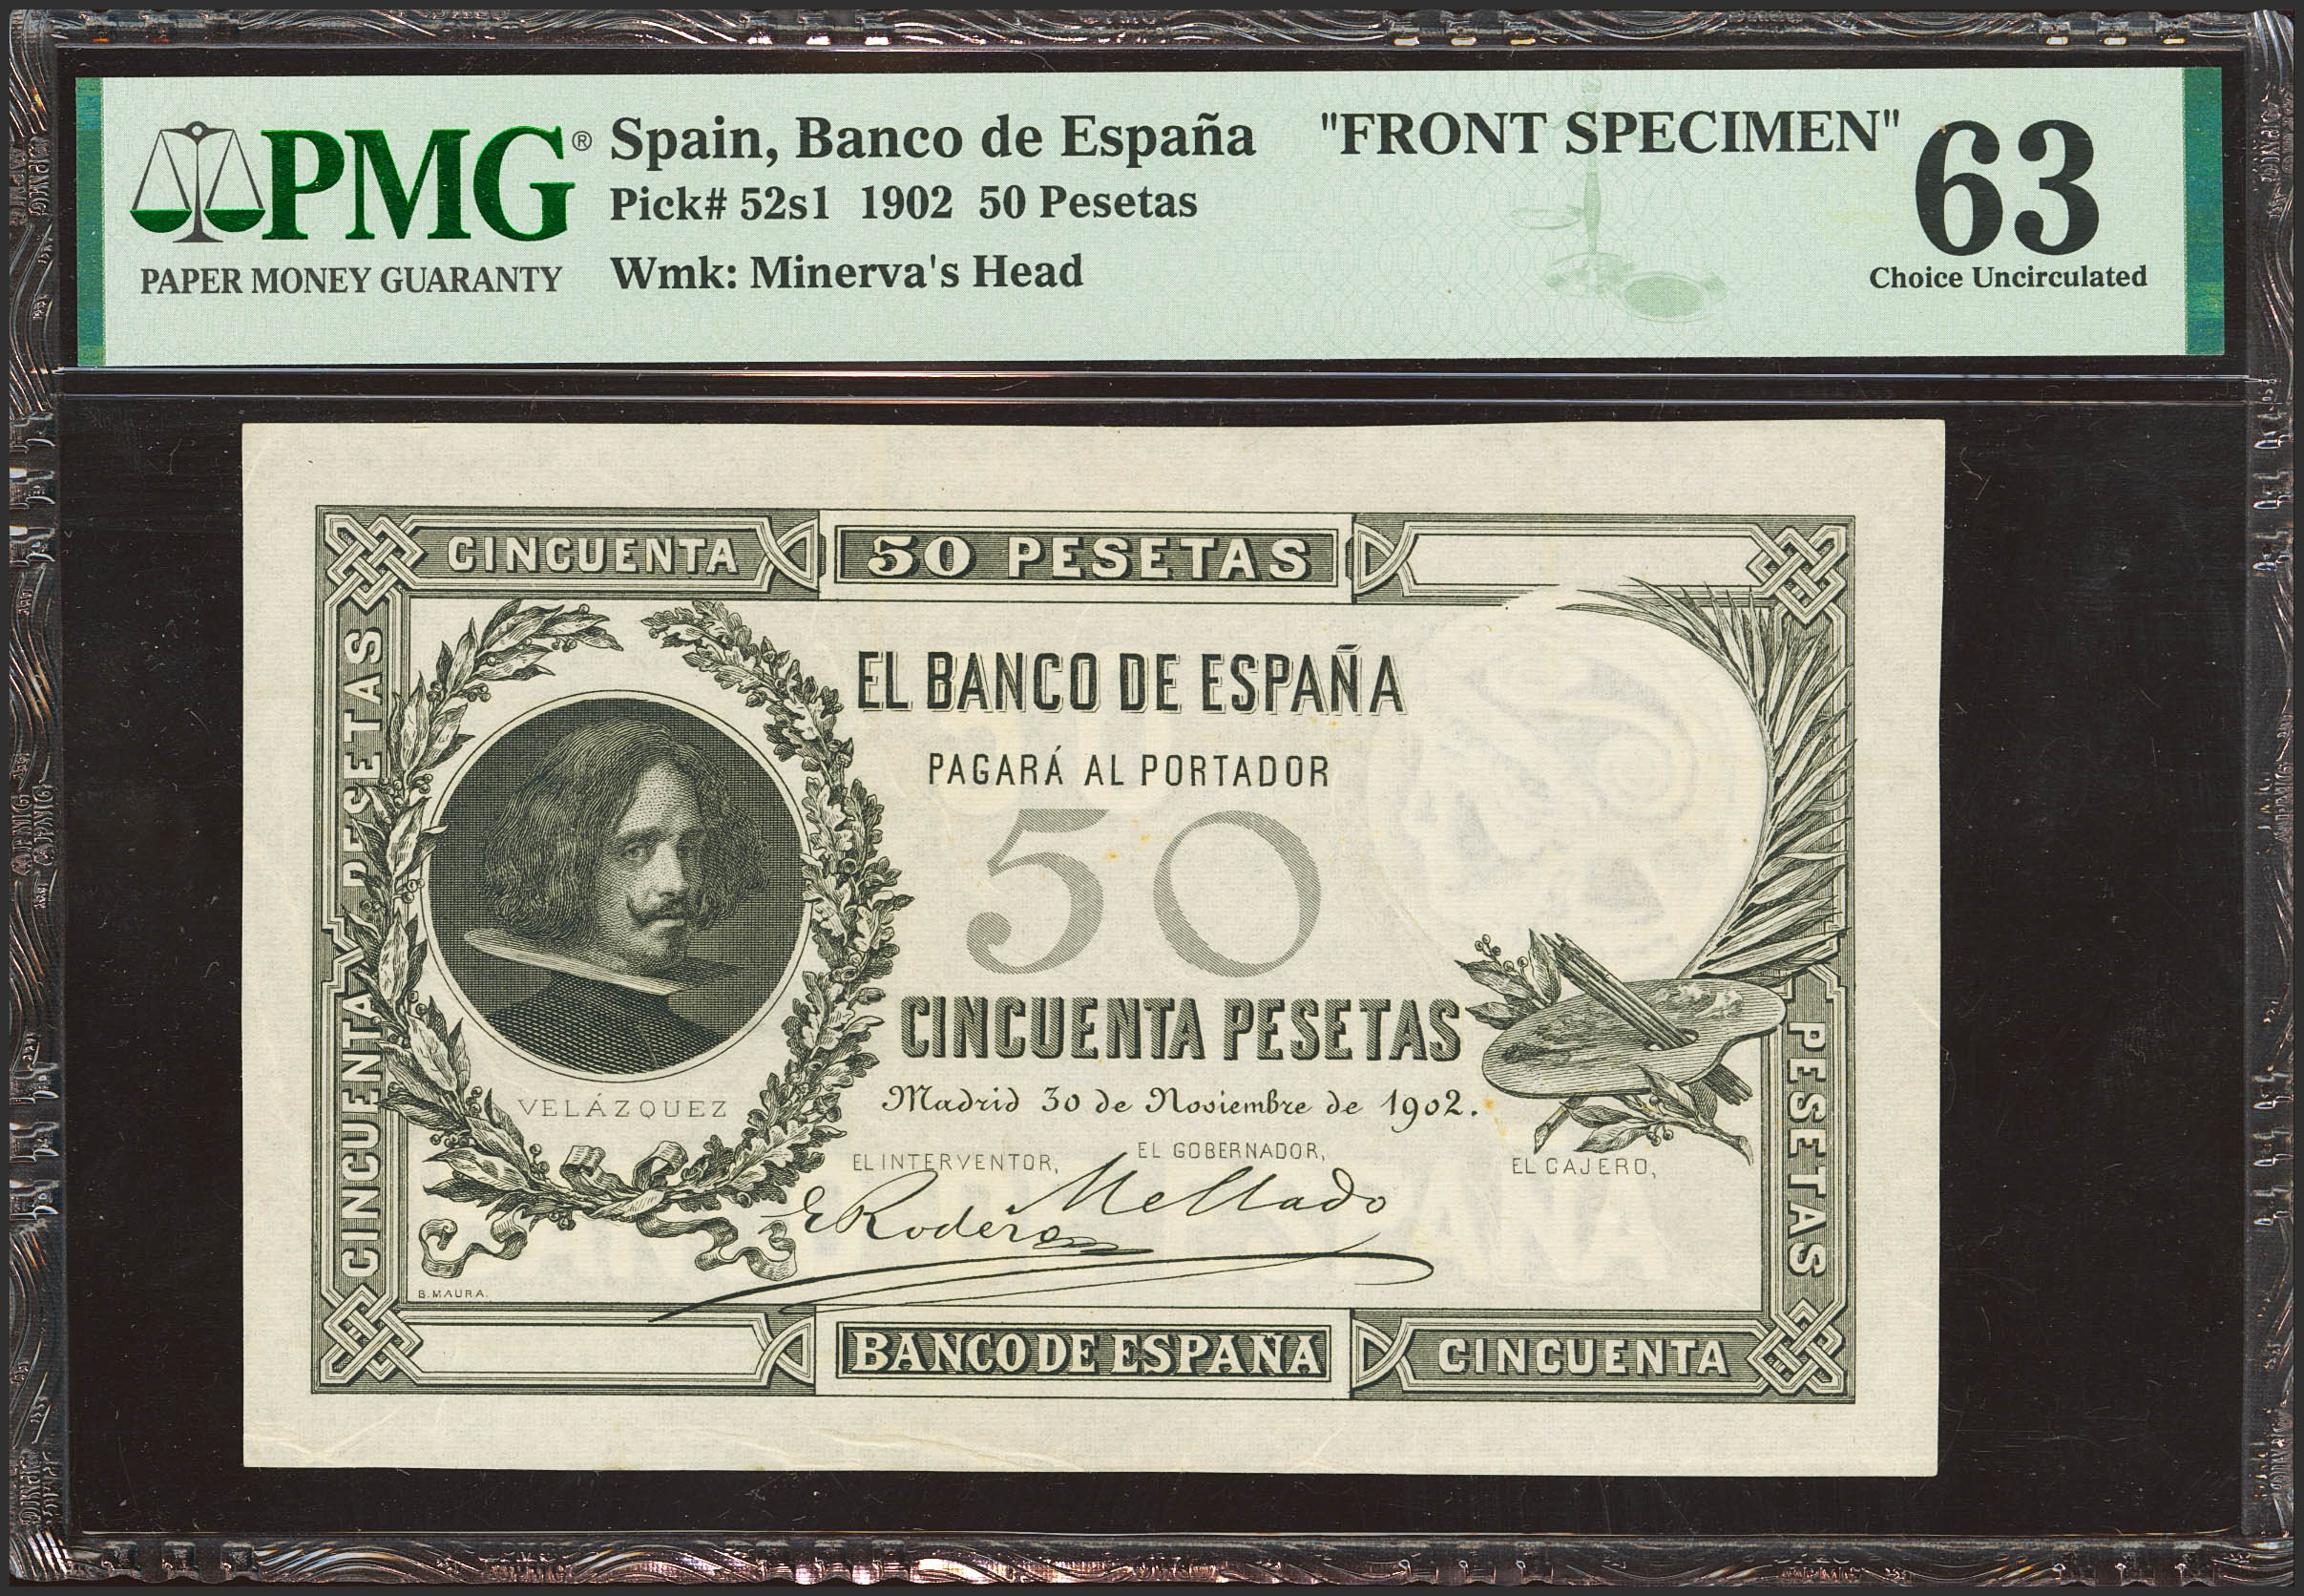 PMG®
PAPER MONEY GUARANTY
Spain, Banco de España "FRONT SPECIMEN"
Pick# 52s1 1902 50 Pesetas
Wmk: Minerva's Head
63
Choice Uncirculated
CINCUENTA
50 PESETAS
CINCUENTA PESETAS
EL BANCO DE ESPAÑA
PAGARÁ AL PORTADOR
50
CINCUENTA PESETAS
Madrid 30 de Noviembre de 1902.
VELÁZQUEZ
EL INTERVENTOR,
EL GOBERNADOR,
EL CAJERO,
E Rodero
Mellado
B. MAURA.
PESETAS
BANCO DE ESPAÑA
CINCUENTA